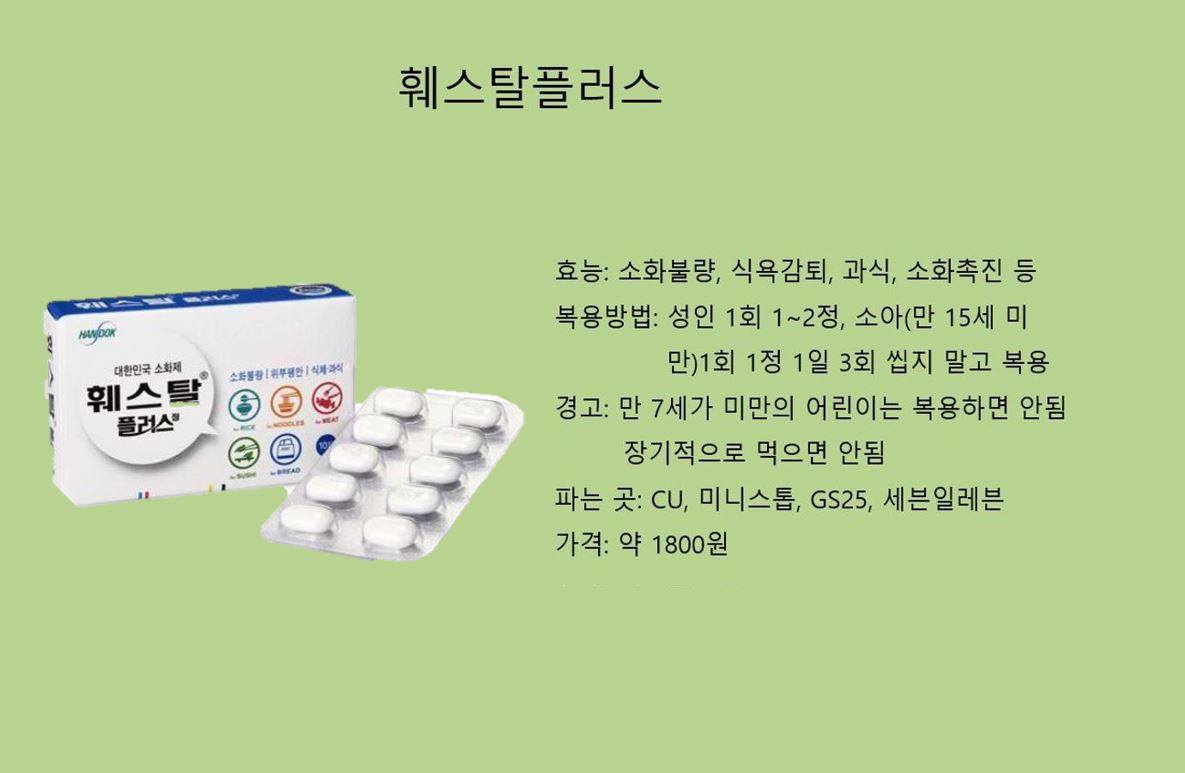 훼스탈플러스
효능: 소화불량, 식욕감퇴, 과식, 소화촉진 등
복용방법: 성인 1회 1~2정, 소아(만 15세 미
만)1회 1정 1일 3회 씹지 말고 복용
경고: 만 7세가 미만의 어린이는 복용하면 안됨
장기적으로 먹으면 안됨
파는 곳: CU, 미니스톱, GS25, 세븐일레븐
가격: 약 1800원
훼스탈 플러스
HANDOK
대한민국 소화제
훼스탈®
플러스정
소화불량 | 위부팽만 | 식체·과식
for RICE for NOODLES for MEAT
for SUSHI for BREAD